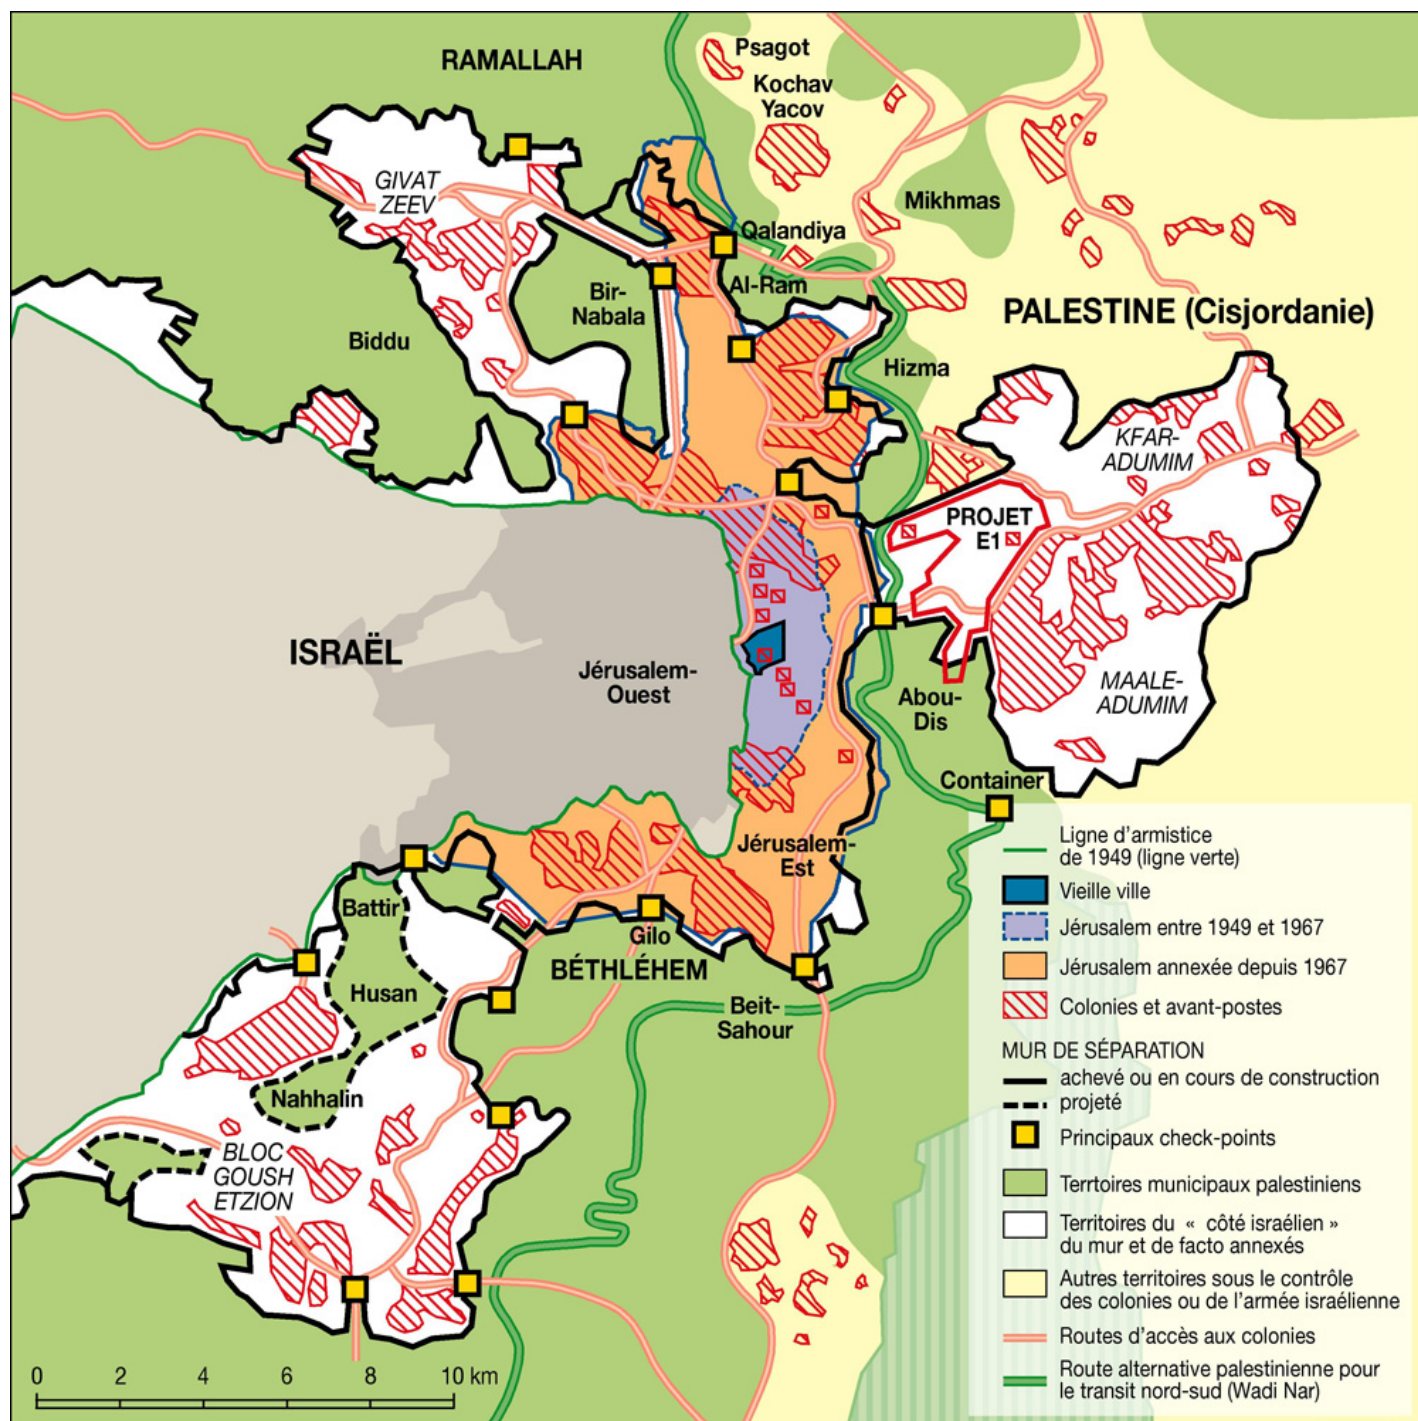 RAMALLAH
Psagot
Kochav
Yacov
GIVAT
ZEEV
Mikhmas
Qalandiya
Al-Ram
Bir-
Nabala
Biddu
PALESTINE (Cisjordanie)
Hizma
KFAR-
ADUMIM
PROJET
E1
ISRAËL
Jérusalem-
Ouest
Abou-
Dis
MAALE-
ADUMIM
Container
Jérusalem-
Est
Battir
Gilo
BÉTHLÉHEM
Husan
Beit-
Sahour
Nahhalin
BLOC
GOUSH
ETZION
Ligne d'armistice
de 1949 (ligne verte)
Vieille ville
Jérusalem entre 1949 et 1967
Jérusalem annexée depuis 1967
Colonies et avant-postes
MUR DE SÉPARATION
achevé ou en cours de construction
projeté
Principaux check-points
Terrtoires municipaux palestiniens
Territoires du « côté israélien »
du mur et de facto annexés
Autres territoires sous le contrôle
des colonies ou de l'armée israélienne
Routes d'accès aux colonies
Route alternative palestinienne pour
le transit nord-sud (Wadi Nar)
0 2 4 6 8 10 km